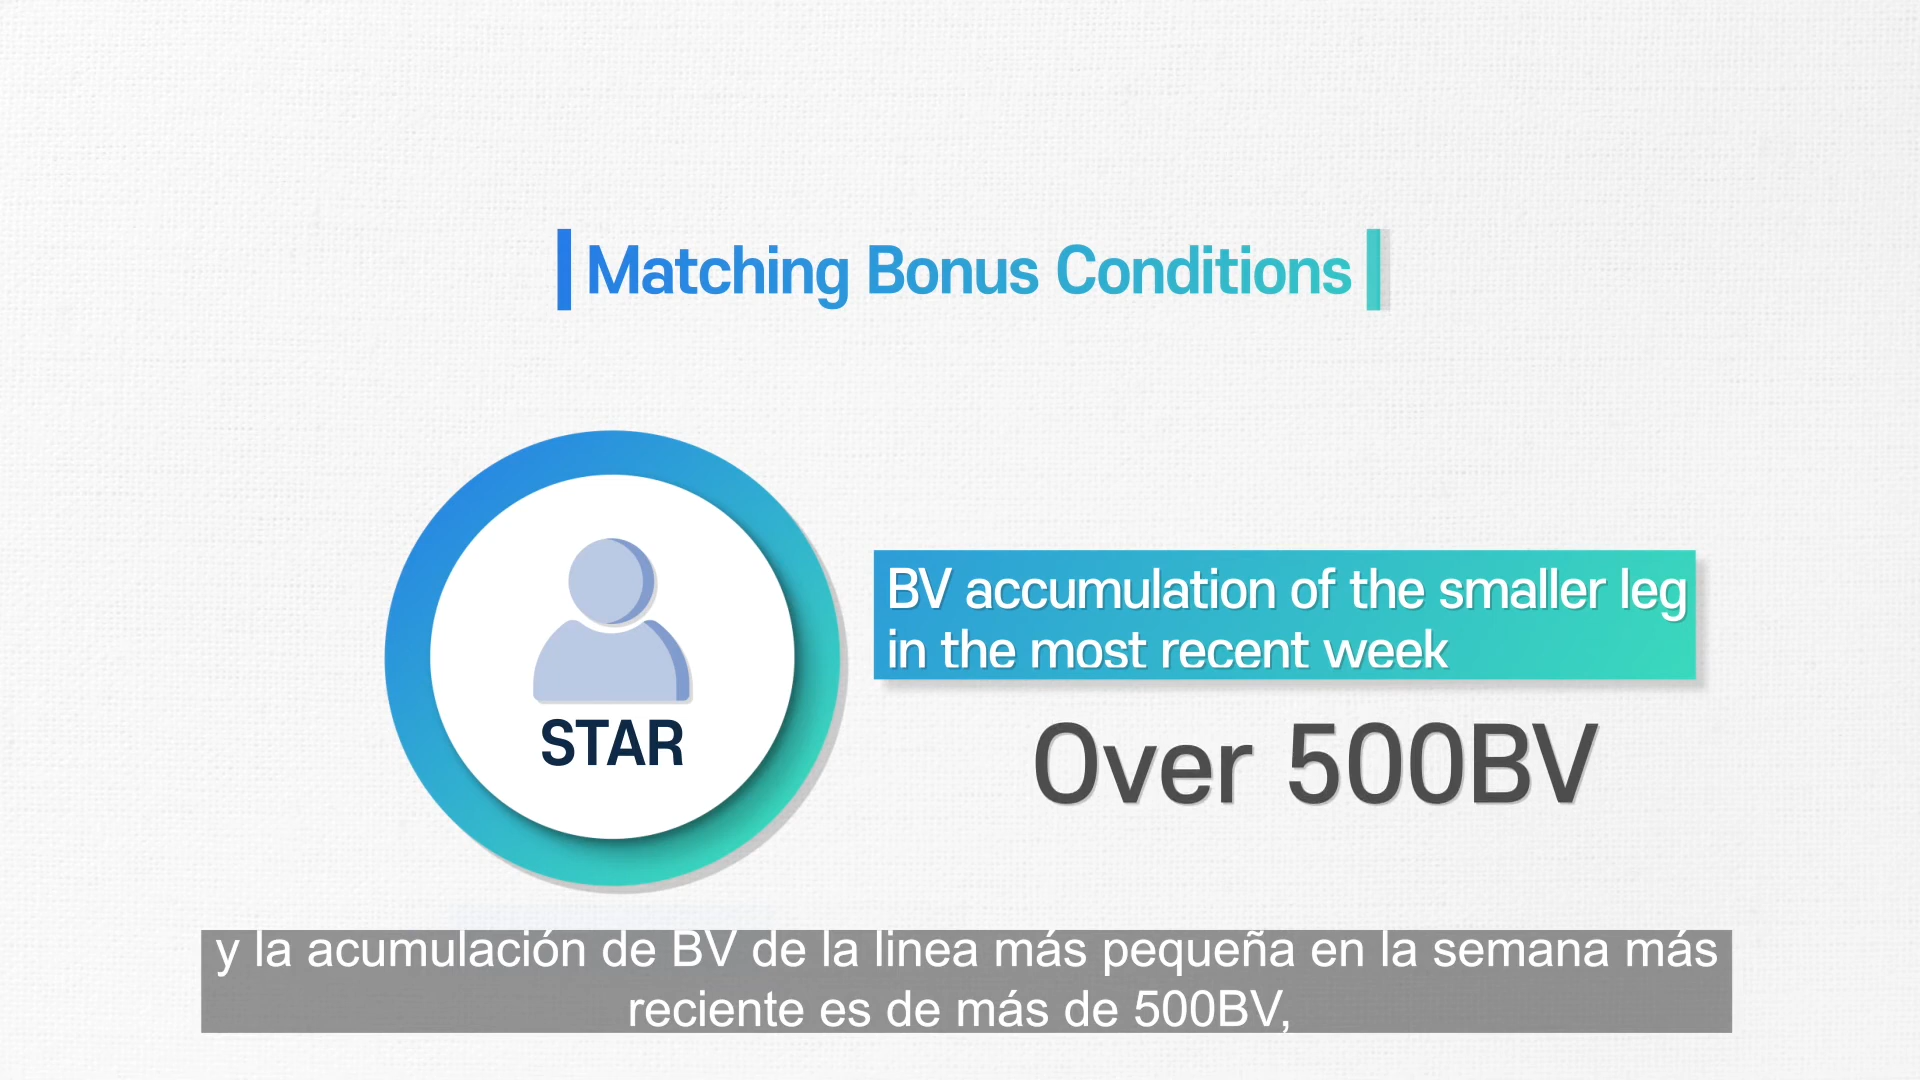 Matching Bonus Conditions
STAR
BV accumulation of the smaller leg
in the most recent week
Over 500BV
y la acumulación de BV de la linea más pequeña en la semana más
reciente es de más de 500BV,